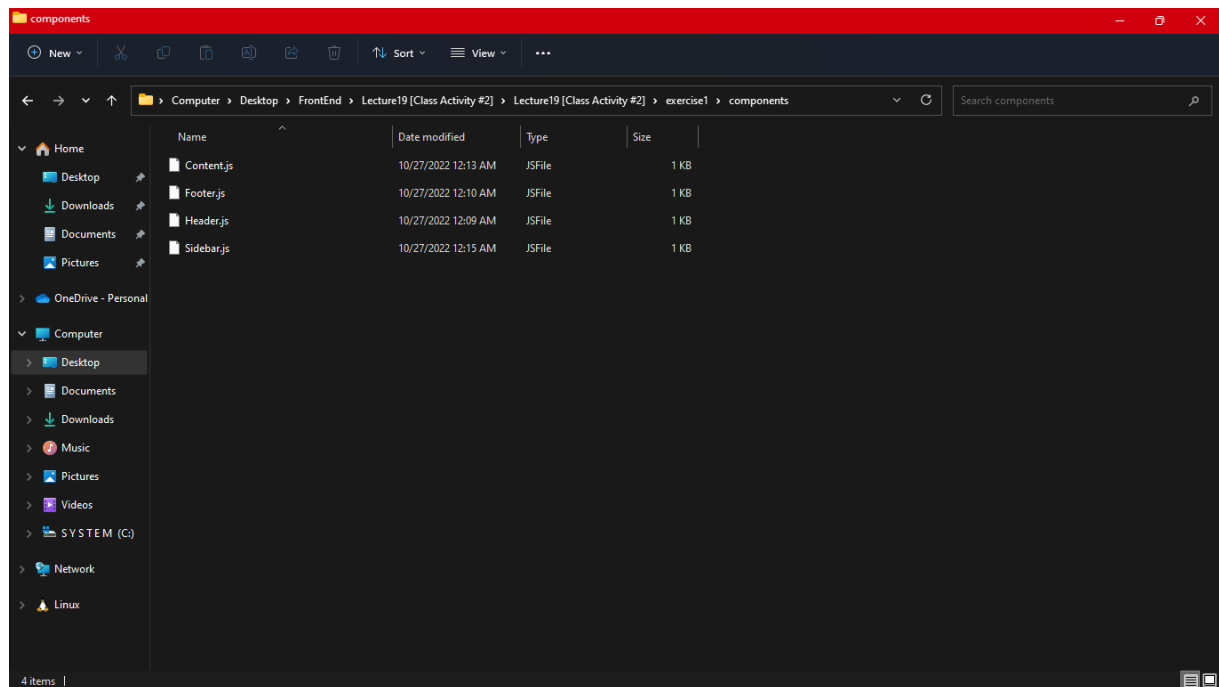 components
New
Sort
View
Computer > Desktop > FrontEnd > Lecture19 [Class Activity #2] > Lecture19 [Class Activity #2] > exercise1 > components
Search components
Home
Desktop
Downloads
Documents
Pictures
OneDrive - Personal
Computer
Desktop
Documents
Downloads
Music
Pictures
Videos
S Y S T E M (C:)
Network
Linux
Name Date modified Type Size
Content.js 10/27/2022 12:13 AM JSFile 1 KB
Footer.js 10/27/2022 12:10 AM JSFile 1 KB
Header.js 10/27/2022 12:09 AM JSFile 1 KB
Sidebar.js 10/27/2022 12:15 AM JSFile 1 KB
4 items